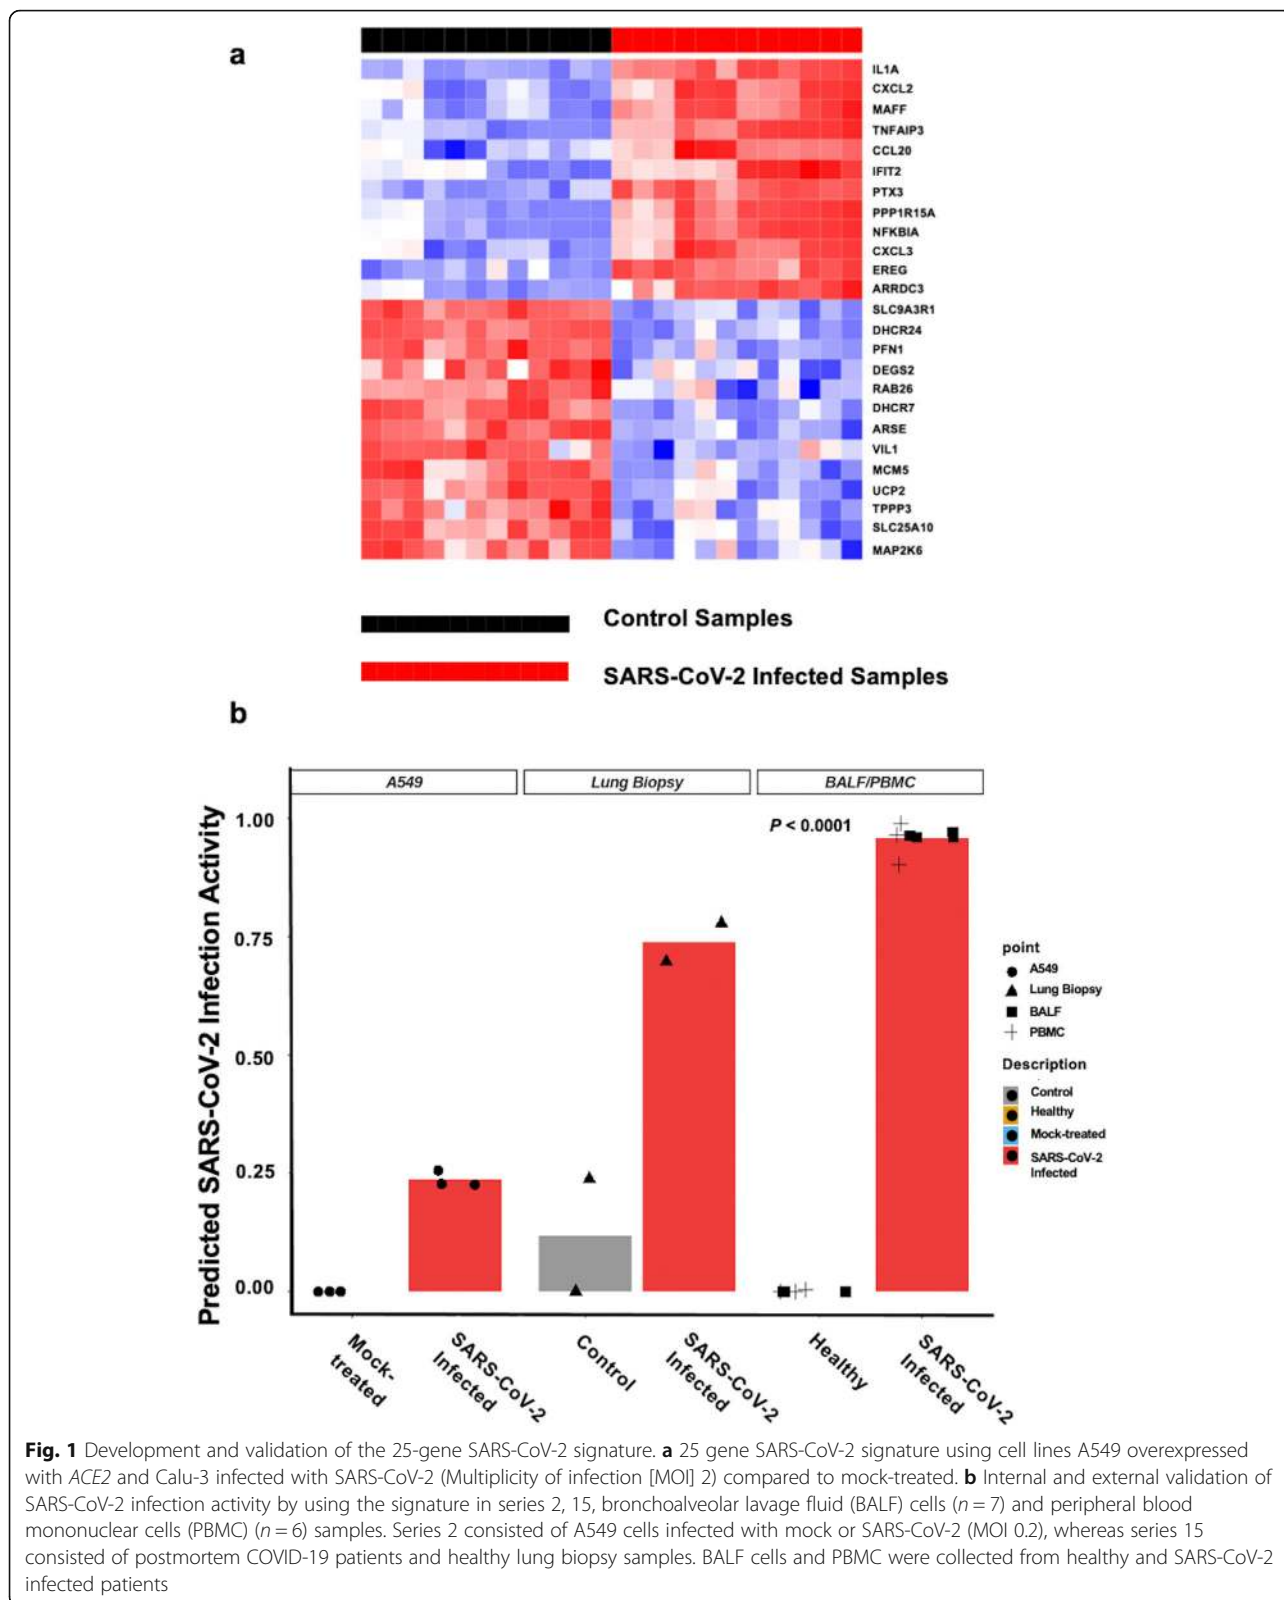 a
IL1A
CXCL2
MAFF
TNFAIP3
CCL20
IFIT2
PTX3
PPP1R15A
NFKBIA
CXCL3
EREG
ARRDC3
SLC9A3R1
DHCR24
PFN1
DEGS2
RAB26
DHCR7
ARSE
VIL1
MCM5
UCP2
TPPP3
SLC25A10
MAP2K6
Control Samples
SARS-CoV-2 Infected Samples
b
A549 Lung Biopsy BALF/PBMC
Predicted SARS-CoV-2 Infection Activity
1.00
0.75
0.50
0.25
0.00
P < 0.0001
point
A549
Lung Biopsy
BALF
PBMC
Description
Control
Healthy
Mock-treated
SARS-CoV-2
Infected
Mock-
treated
SARS-CoV-2
Infected
Control
SARS-CoV-2
Infected
Healthy
SARS-CoV-2
Infected
Fig. 1 Development and validation of the 25-gene SARS-CoV-2 signature. a 25 gene SARS-CoV-2 signature using cell lines A549 overexpressed
with ACE2 and Calu-3 infected with SARS-CoV-2 (Multiplicity of infection [MOI] 2) compared to mock-treated. b Internal and external validation of
SARS-CoV-2 infection activity by using the signature in series 2, 15, bronchoalveolar lavage fluid (BALF) cells (n = 7) and peripheral blood
mononuclear cells (PBMC) (n = 6) samples. Series 2 consisted of A549 cells infected with mock or SARS-CoV-2 (MOI 0.2), whereas series 15
consisted of postmortem COVID-19 patients and healthy lung biopsy samples. BALF cells and PBMC were collected from healthy and SARS-CoV-2
infected patients